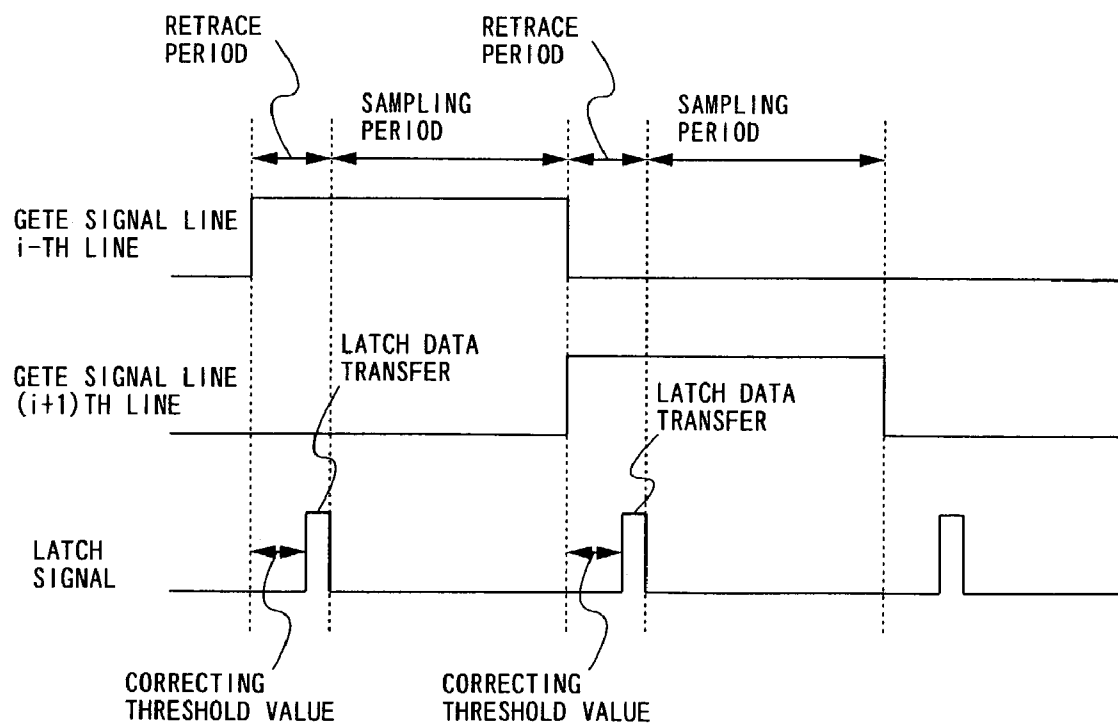 RETRACE
PERIOD
SAMPLING
PERIOD
RETRACE
PERIOD
SAMPLING
PERIOD
GETE SIGNAL LINE
i-TH LINE
LATCH DATA
TRANSFER
GETE SIGNAL LINE
(i+1)TH LINE
LATCH DATA
TRANSFER
LATCH
SIGNAL
CORRECTING
THRESHOLD VALUE
CORRECTING
THRESHOLD VALUE